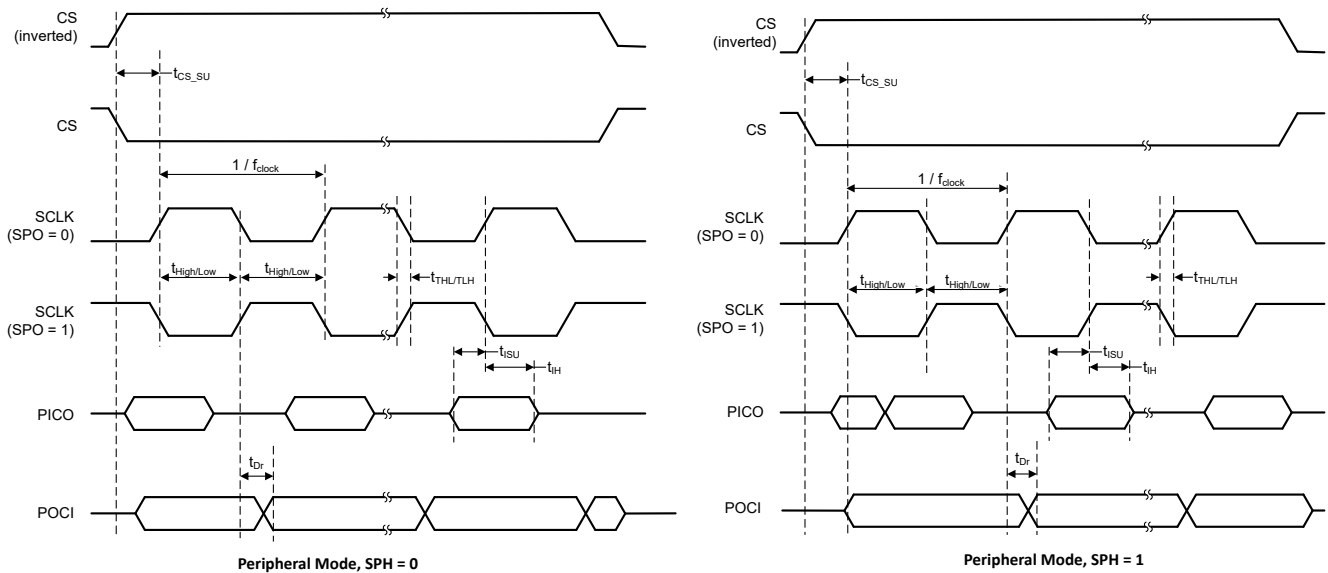 CS
(inverted)
tCS_SU
CS
1 / fclock
SCLK
(SPO = 0)
tHigh/Low
tHigh/Low
tTHL/TLH
SCLK
(SPO = 1)
tISU
tIH
PICO
tDr
POCI
Peripheral Mode, SPH = 0
CS
(inverted)
tCS_SU
CS
1 / fclock
SCLK
(SPO = 0)
tHigh/Low
tHigh/Low
tTHL/TLH
SCLK
(SPO = 1)
tISU
tIH
PICO
tDr
POCI
Peripheral Mode, SPH = 1